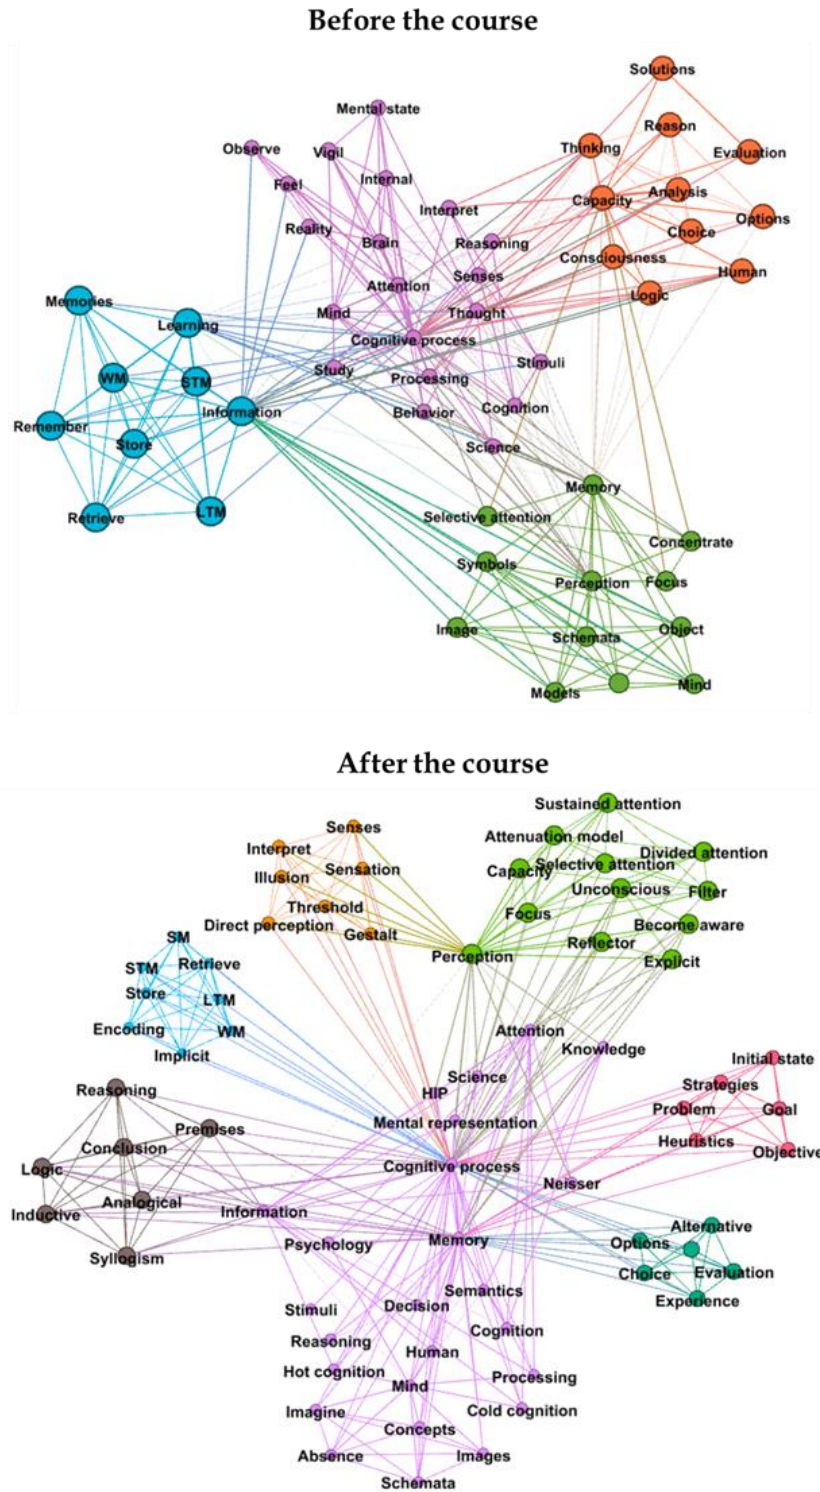 Before the course
Solutions
Mental state
Reason
Observe
Vigil
Thinking
Evaluation
Feel
Internal
Capacity
Analysis
Interpret
Options
Reality
Brain
Reasoning
Choice
Consciousness
Senses
Human
Attention
Logic
Memories
Learning
Mind
Thought
Cognitive process
Study
Stimuli
WM
STM
Processing
Information
Behavior
Cognition
Remember
Store
Science
Memory
Retrieve
LTM
Selective attention
Concentrate
Symbols
Perception
Focus
Image
Schemata
Object
Models
Mind
After the course
Sustained attention
Senses
Attenuation model
Interpret
Divided attention
Sensation
Selective attention
Capacity
Illusion
Unconscious
Filter
Threshold
Focus
Direct perception
Gestalt
Become aware
SM
Reflector
Perception
Explicit
STM
Retrieve
Store
LTM
Encoding
WM
Attention
Implicit
Knowledge
Initial state
Science
Strategies
Reasoning
HIP
Problem
Goal
Premises
Mental representation
Heuristics
Conclusion
Objective
Logic
Cognitive process
Neisser
Analogical
Inductive
Information
Alternative
Psychology
Memory
Options
Syllogism
Choice
Evaluation
Semantics
Experience
Stimuli
Decision
Cognition
Reasoning
Human
Hot cognition
Processing
Mind
Imagine
Cold cognition
Concepts
Absence
Images
Schemata